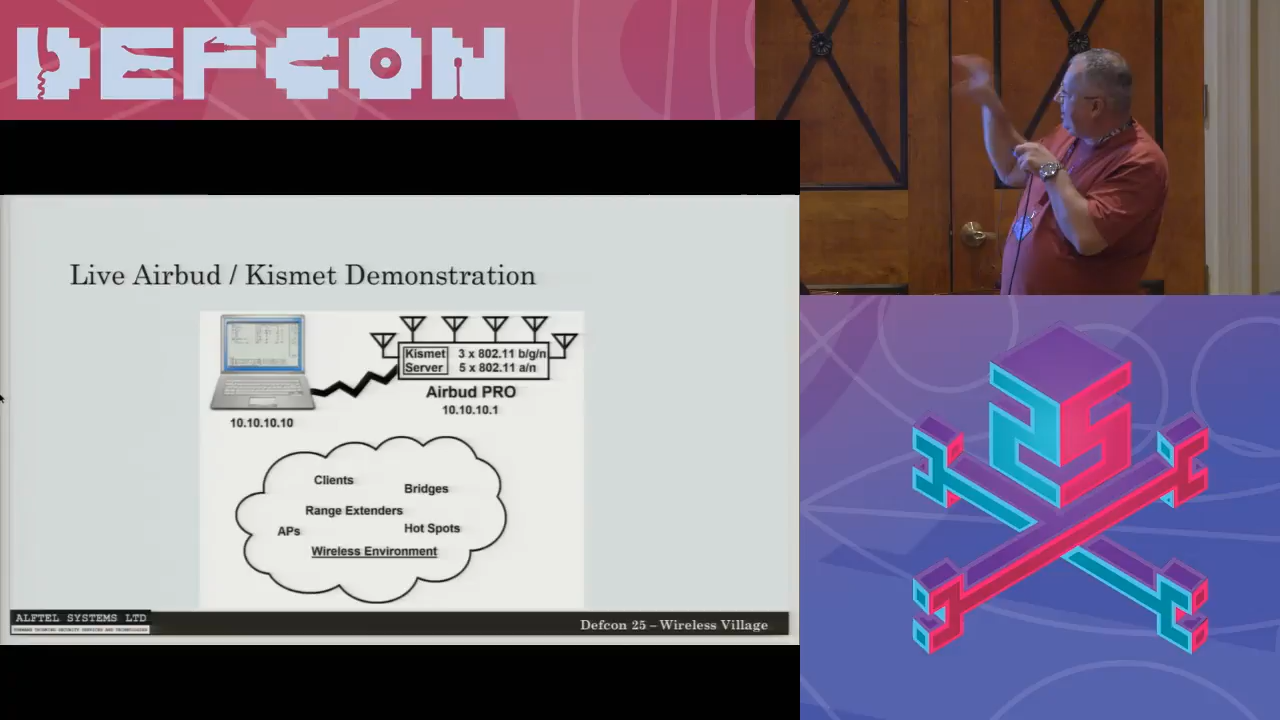 DEFCON
Live Airbud / Kismet Demonstration
Kismet
Server
3 x 802.11 b/g/n
5 x 802.11 a/n
Airbud PRO
10.10.10.1
10.10.10.10
Clients
Bridges
Range Extenders
APs
Hot Spots
Wireless Environment
ALFTEL SYSTEMS LTD
Defcon 25 – Wireless Village
25